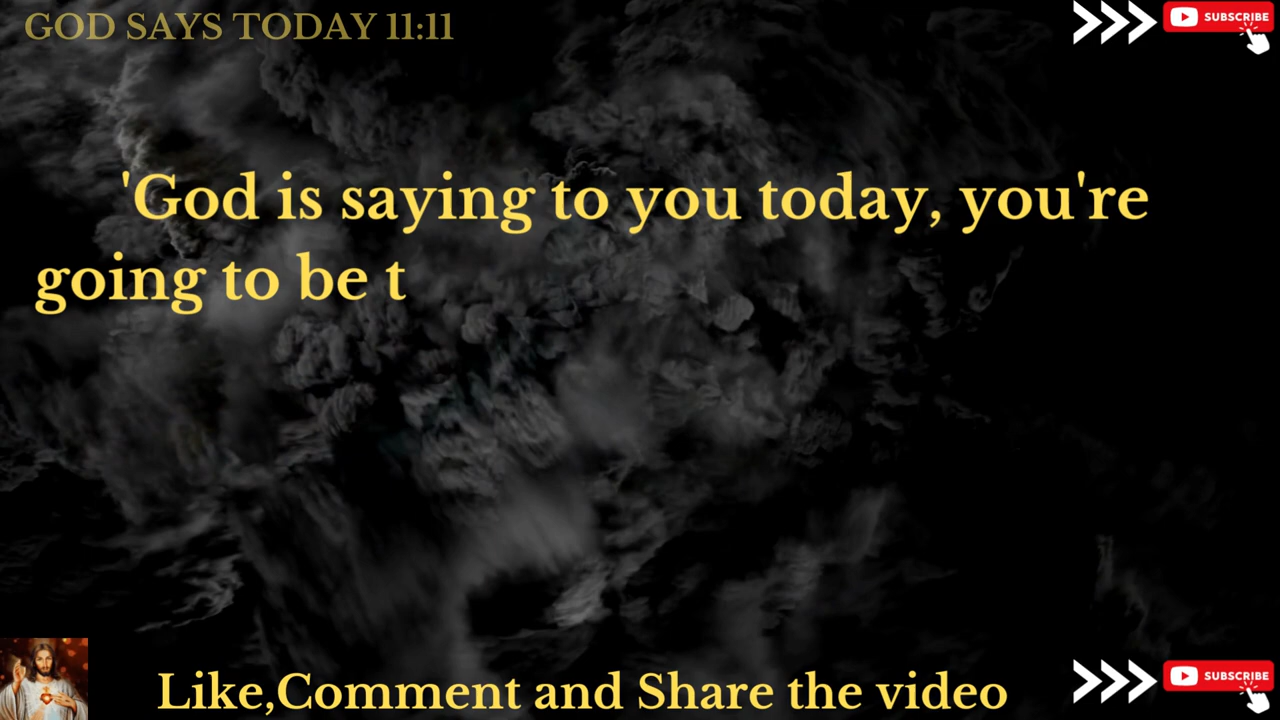 GOD SAYS TODAY 11:11
SUBSCRIBE
'God is saying to you today, you're
going to be t
Like,Comment and Share the video
SUBSCRIBE